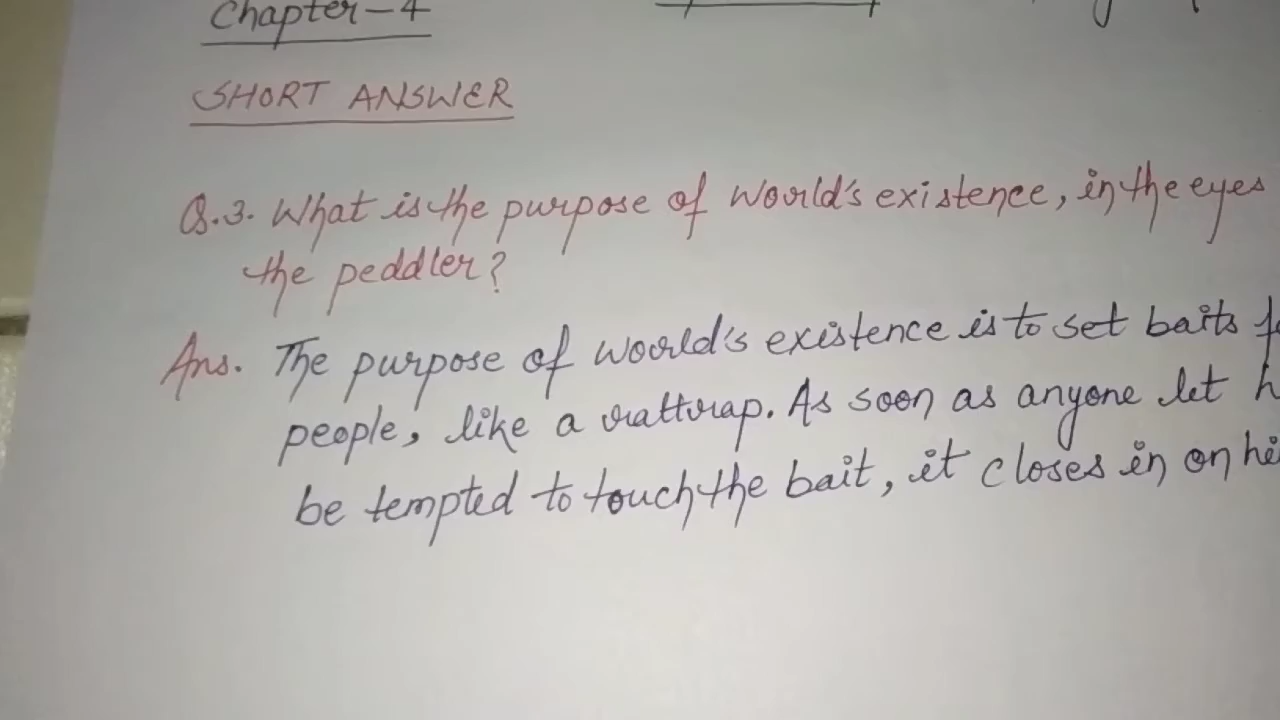 Chapter-4
SHORT ANSWER
Q.3. What is the purpose of world's existence, in the eyes
the peddler?
Ans. The purpose of world's existence is to set baits
people, like a rattrap. As soon as anyone let
be tempted to touch the bait, it closes in on